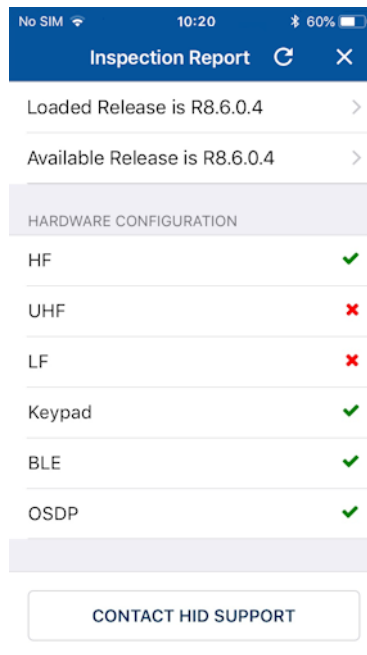 No SIM 10:20 60%
Inspection Report
Loaded Release is R8.6.0.4
Available Release is R8.6.0.4
HARDWARE CONFIGURATION
HF
UHF
LF
Keypad
BLE
OSDP
CONTACT HID SUPPORT